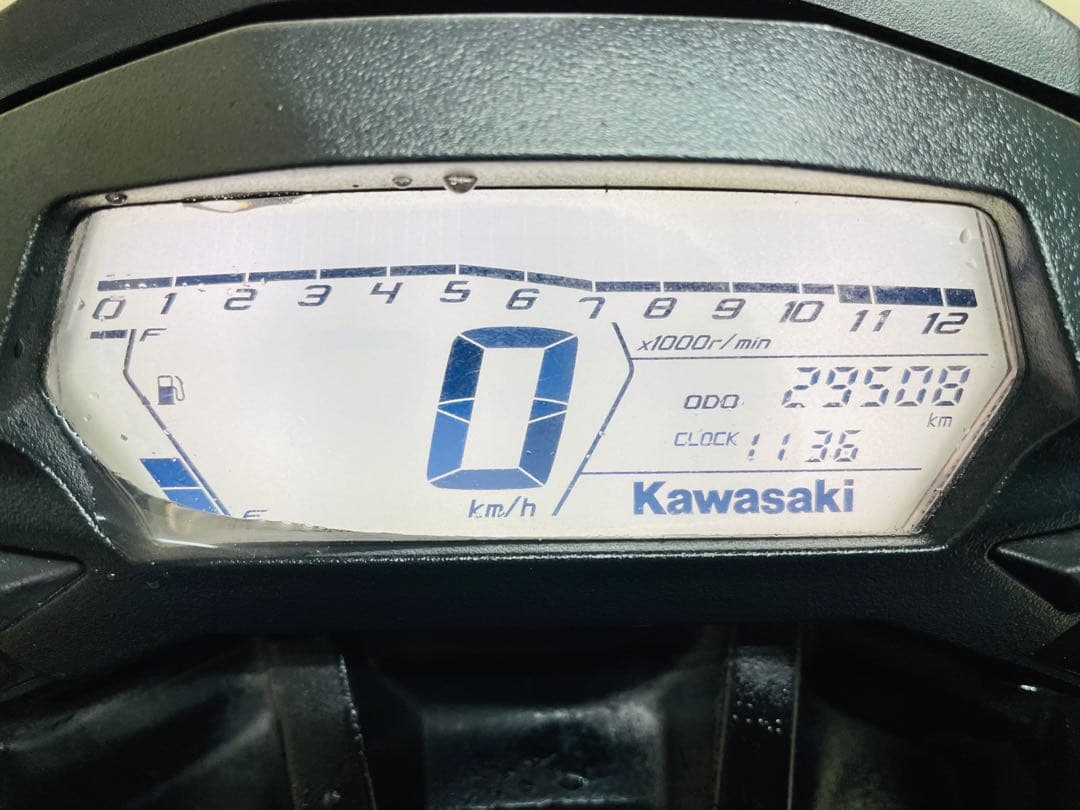 0 1 2 3 4 5 6 7 8 9 10 11 12
F
x1000r/min
0
km/h
ODO 29508
km
CLOCK 11 36
E
Kawasaki